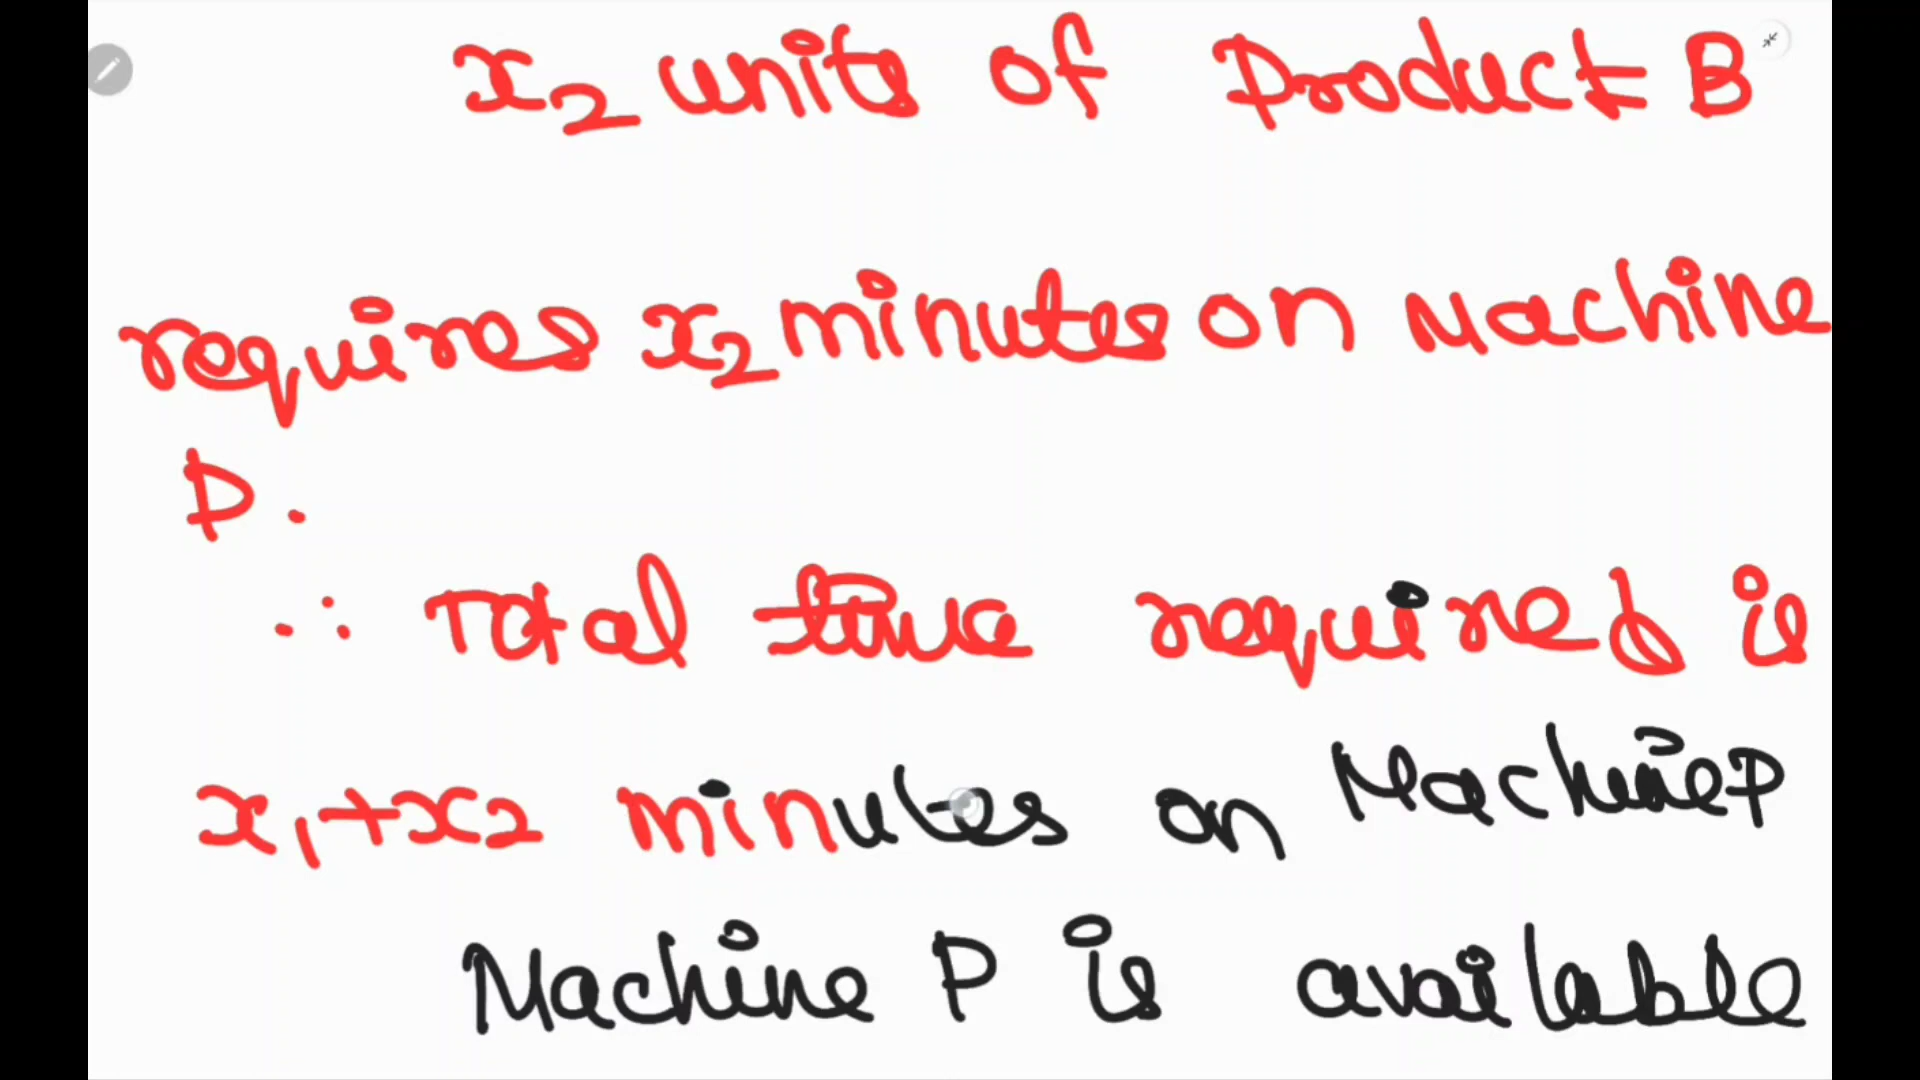 x2 units of Product B
requires x2 minutes on Machine
P.
∴ Total time required is
x1+x2 minutes on Machine P
Machine P is available